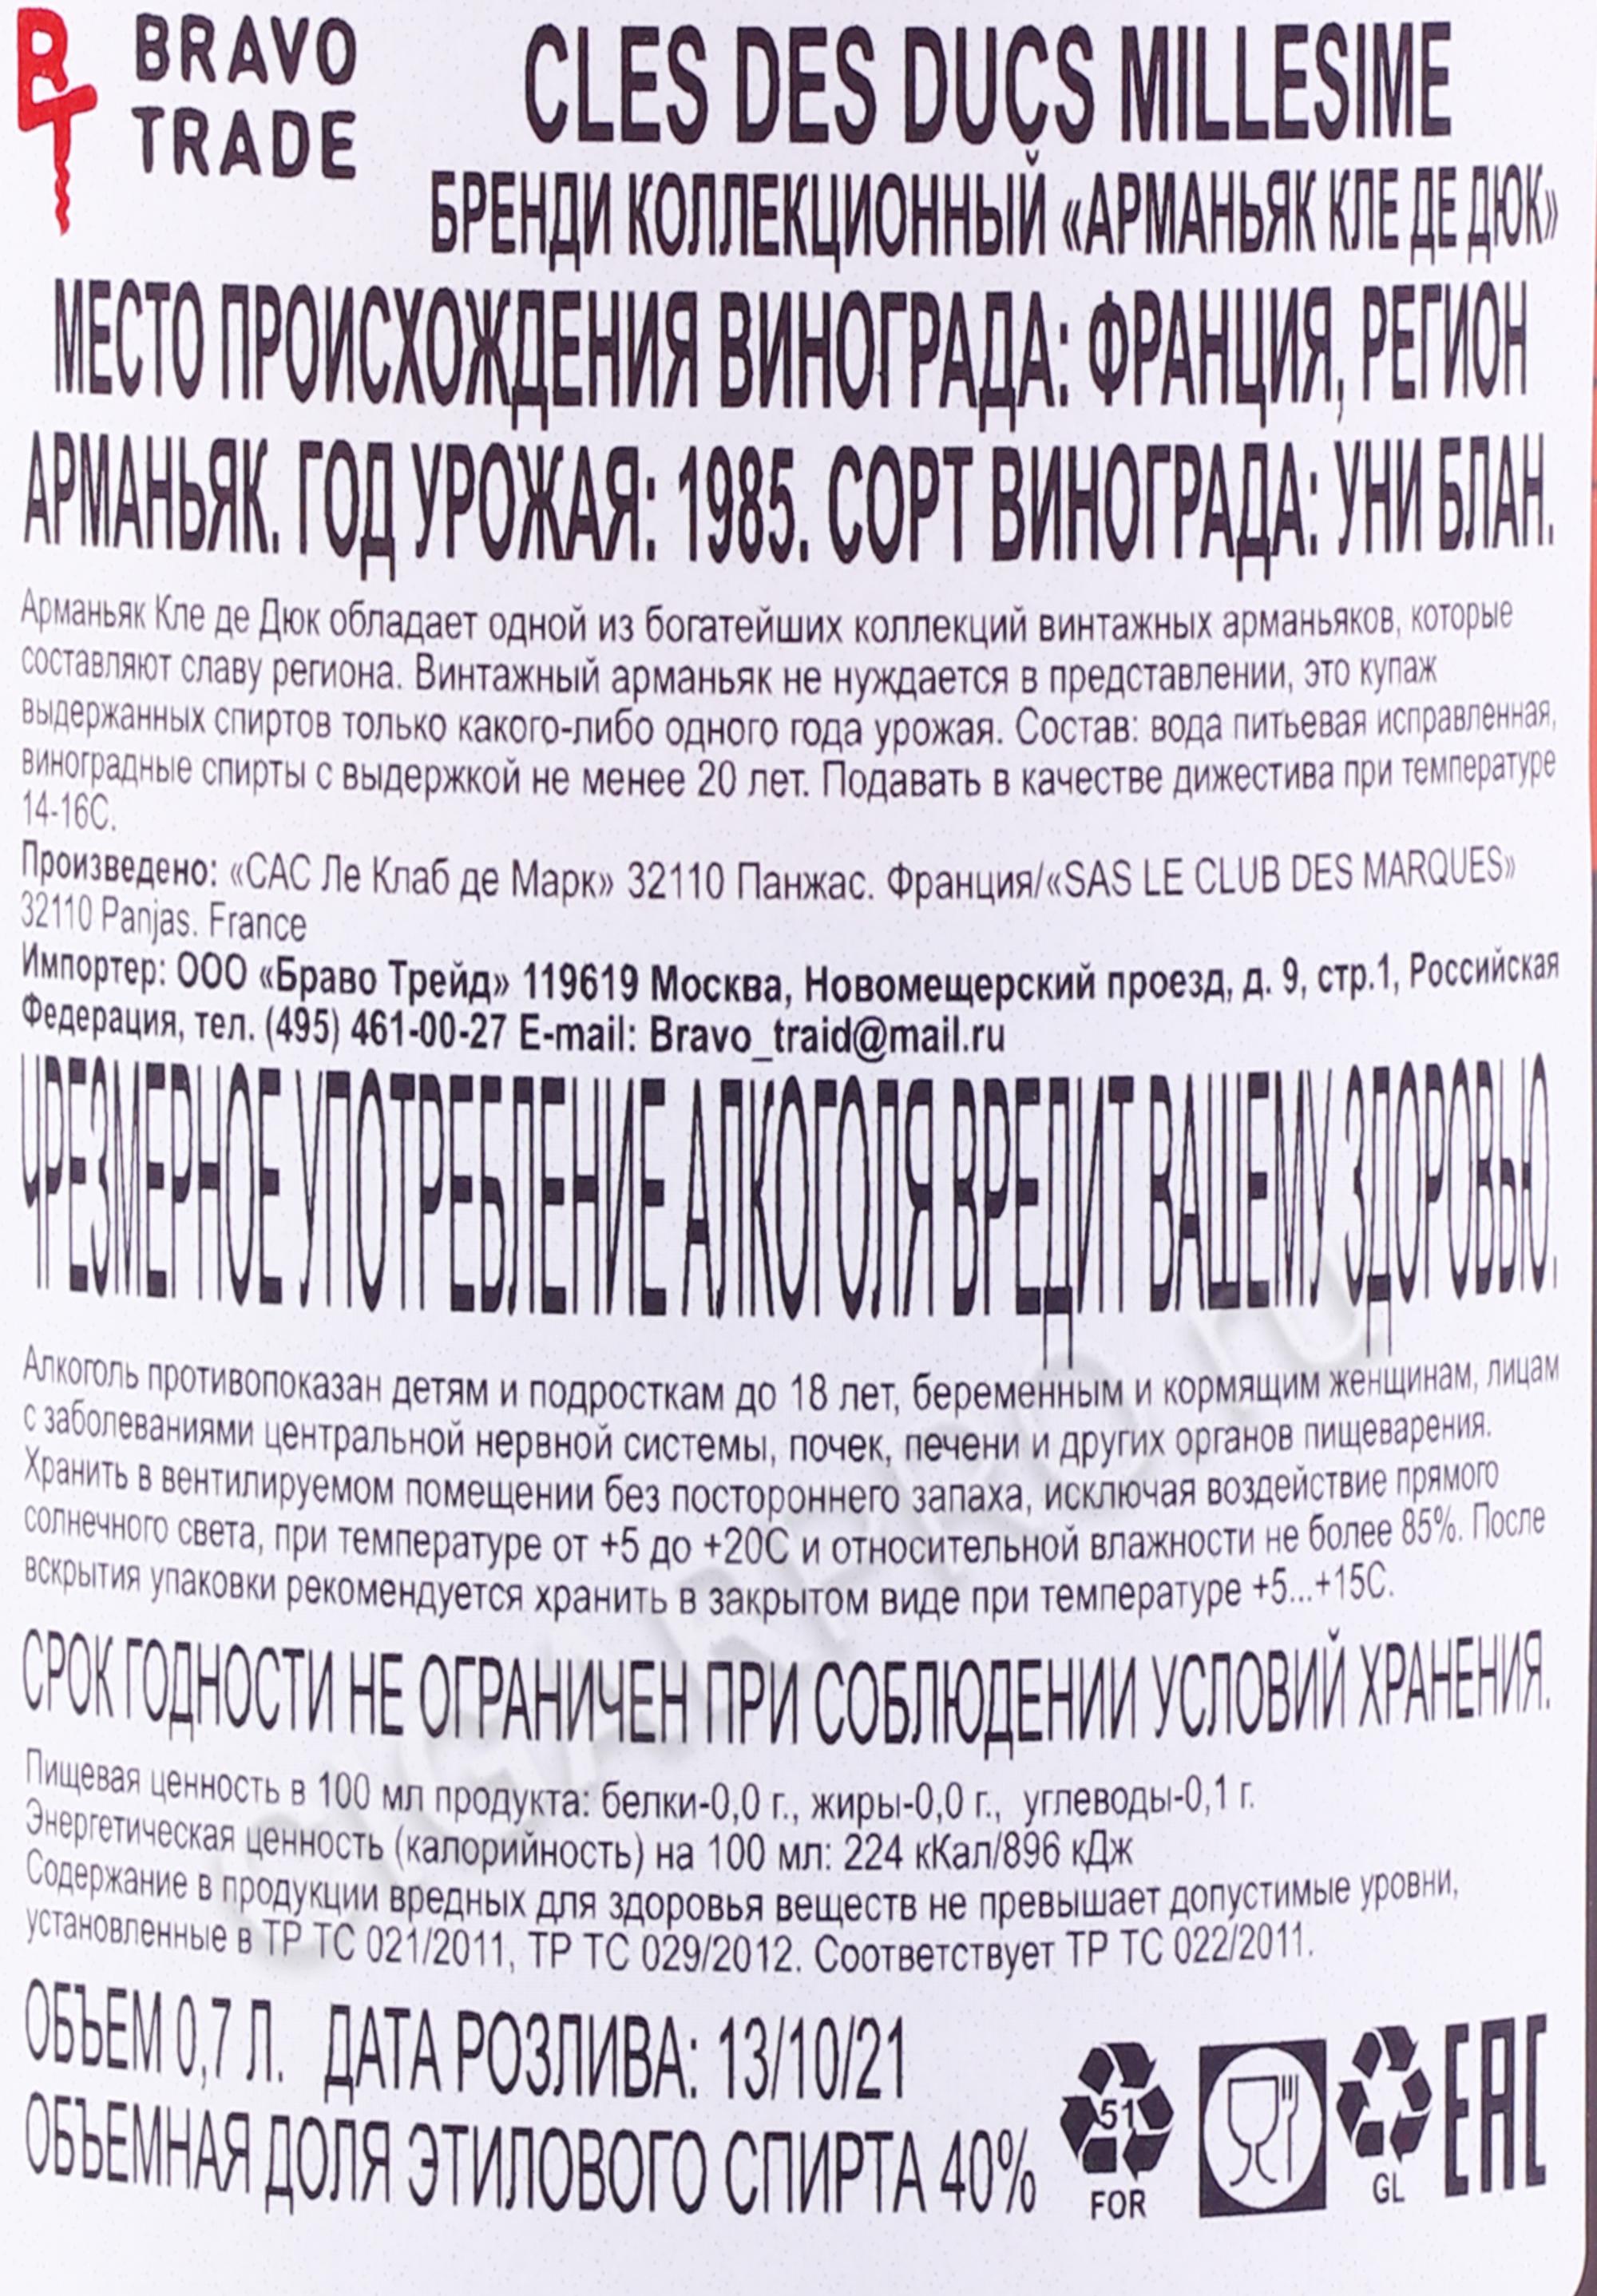 BRAVO
TRADE
CLES DES DUCS MILLESIME
БРЕНДИ КОЛЛЕКЦИОННЫЙ «АРМАНЬЯК КЛЕ ДЕ ДЮК»
МЕСТО ПРОИСХОЖДЕНИЯ ВИНОГРАДА: ФРАНЦИЯ, РЕГИОН
АРМАНЬЯК. ГОД УРОЖАЯ: 1985. СОРТ ВИНОГРАДА: УНИ БЛАН.
Арманьяк Кле де Дюк обладает одной из богатейших коллекций винтажных арманьяков, которые
составляют славу региона. Винтажный арманьяк не нуждается в представлении, это купаж
выдержанных спиртов только какого-либо одного года урожая. Состав: вода питьевая исправленная,
виноградные спирты с выдержкой не менее 20 лет. Подавать в качестве дижестива при температуре
14-16С.
Произведено: «САС Ле Клаб де Марк» 32110 Панжас. Франция/«SAS LE CLUB DES MARQUES»
32110 Panjas. France
Импортер: ООО «Браво Трейд» 119619 Москва, Новомещерский проезд, д. 9, стр.1, Российская
Федерация, тел. (495) 461-00-27 E-mail: Bravo_traid@mail.ru
ЧРЕЗМЕРНОЕ УПОТРЕБЛЕНИЕ АЛКОГОЛЯ ВРЕДИТ ВАШЕМУ ЗДОРОВЬЮ.
Алкоголь противопоказан детям и подросткам до 18 лет, беременным и кормящим женщинам, лицам
с заболеваниями центральной нервной системы, почек, печени и других органов пищеварения.
Хранить в вентилируемом помещении без постороннего запаха, исключая воздействие прямого
солнечного света, при температуре от +5 до +20С и относительной влажности не более 85%. После
вскрытия упаковки рекомендуется хранить в закрытом виде при температуре +5...+15С.
СРОК ГОДНОСТИ НЕ ОГРАНИЧЕН ПРИ СОБЛЮДЕНИИ УСЛОВИЙ ХРАНЕНИЯ.
Пищевая ценность в 100 мл продукта: белки-0,0 г., жиры-0,0 г., углеводы-0,1 г.
Энергетическая ценность (калорийность) на 100 мл: 224 кКал/896 кДж
Содержание в продукции вредных для здоровья веществ не превышает допустимые уровни,
установленные в ТР ТС 021/2011, ТР ТС 029/2012. Соответствует ТР ТС 022/2011.
ОБЪЕМ 0,7 Л. ДАТА РОЗЛИВА: 13/10/21
ОБЪЕМНАЯ ДОЛЯ ЭТИЛОВОГО СПИРТА 40%
51
FOR
GL
EAC
CIGARPRO.ru